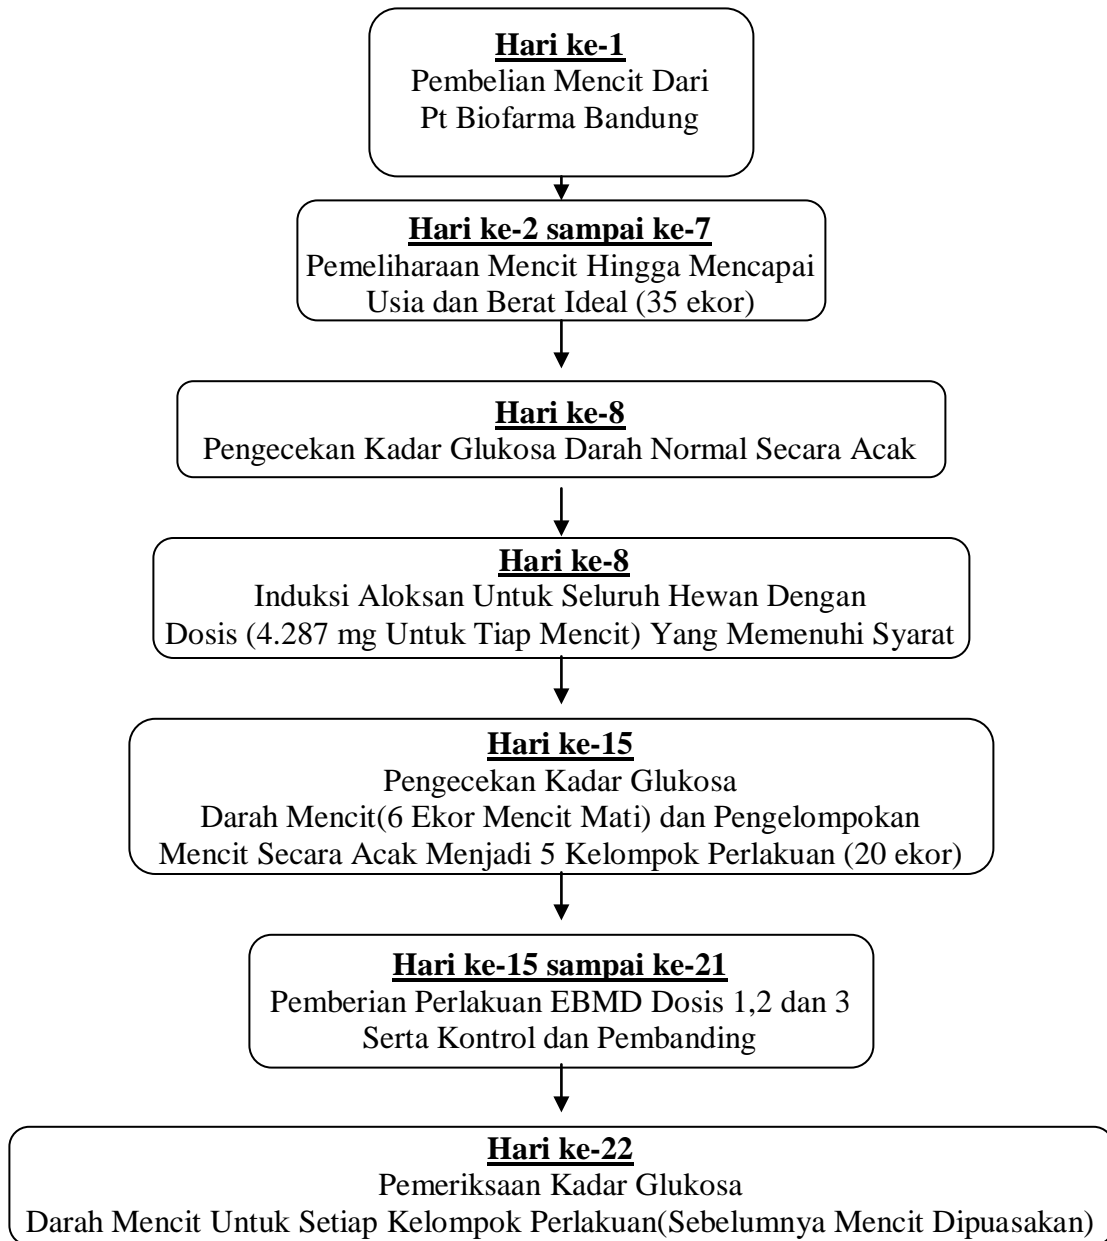 Hari ke-1
Pembelian Mencit Dari
Pt Biofarma Bandung
Hari ke-2 sampai ke-7
Pemeliharaan Mencit Hingga Mencapai
Usia dan Berat Ideal (35 ekor)
Hari ke-8
Pengecekan Kadar Glukosa Darah Normal Secara Acak
Hari ke-8
Induksi Aloksan Untuk Seluruh Hewan Dengan
Dosis (4.287 mg Untuk Tiap Mencit) Yang Memenuhi Syarat
Hari ke-15
Pengecekan Kadar Glukosa
Darah Mencit(6 Ekor Mencit Mati) dan Pengelompokan
Mencit Secara Acak Menjadi 5 Kelompok Perlakuan (20 ekor)
Hari ke-15 sampai ke-21
Pemberian Perlakuan EBMD Dosis 1,2 dan 3
Serta Kontrol dan Pembanding
Hari ke-22
Pemeriksaan Kadar Glukosa
Darah Mencit Untuk Setiap Kelompok Perlakuan(Sebelumnya Mencit Dipuasakan)